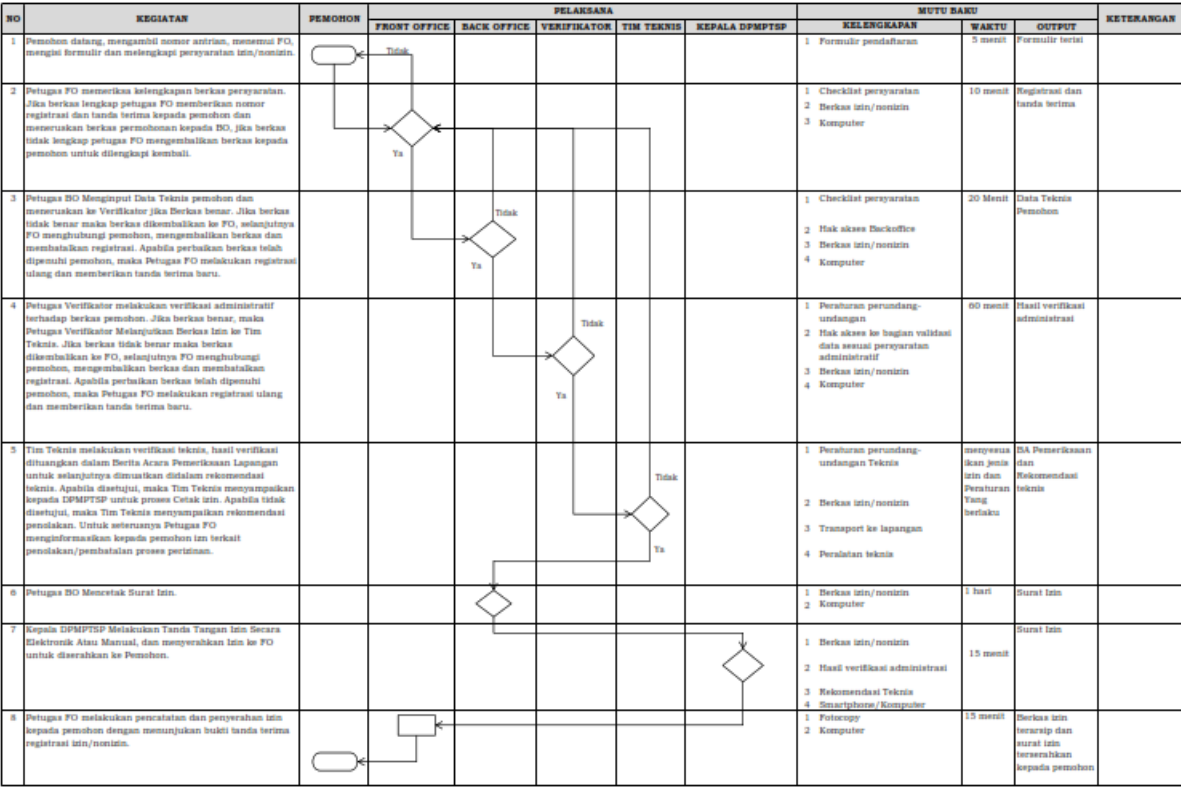 NO KEGIATAN PEMOHON PELAKSANA MUTU BAKU KETERANGAN
FRONT OFFICE BACK OFFICE VERIFIKATOR TIM TEKNIS KEPALA DPMPTSP KELENGKAPAN WAKTU OUTPUT
1 Pemohon datang, mengambil nomor antrian, menemui FO,
mengisi formulir dan melengkapi persyaratan izin/nonizin.
Tidak
1 Formulir pendaftaran
5 menit
Formulir terisi
2 Petugas FO memeriksa kelengkapan berkas persyaratan.
Jika berkas lengkap petugas FO memberikan nomor
registrasi dan tanda terima kepada pemohon dan
meneruskan berkas permohonan kepada BO, jika berkas
tidak lengkap petugas FO mengembalikan berkas kepada
pemohon untuk dilengkapi kembali.
Ya
1 Checklist persyaratan
2 Berkas izin/nonizin
3 Komputer
10 menit
Registrasi dan
tanda terima
3 Petugas BO Menginput Data Teknis pemohon dan
meneruskan ke Verifikator jika Berkas benar. Jika berkas
tidak benar maka berkas dikembalikan ke FO, selanjutnya
FO menghubungi pemohon, mengembalikan berkas dan
membatalkan registrasi. Apabila perbaikan berkas telah
dipenuhi pemohon, maka Petugas FO melakukan registrasi
ulang dan memberikan tanda terima baru.
Tidak
Ya
1 Checklist persyaratan
2 Hak akses Backoffice
3 Berkas izin/nonizin
4 Komputer
20 Menit
Data Teknis
Pemohon
4 Petugas Verifikator melakukan verifikasi administratif
terhadap berkas pemohon. Jika berkas benar, maka
Petugas Verifikator Melanjutkan Berkas Izin ke Tim
Teknis. Jika berkas tidak benar maka berkas
dikembalikan ke FO, selanjutnya FO menghubungi
pemohon, mengembalikan berkas dan membatalkan
registrasi. Apabila perbaikan berkas telah dipenuhi
pemohon, maka Petugas FO melakukan registrasi ulang
dan memberikan tanda terima baru.
Tidak
Ya
1 Peraturan perundang-
undangan
2 Hak akses ke bagian validasi
data sesuai persyaratan
administratif
3 Berkas izin/nonizin
4 Komputer
60 menit
Hasil verifikasi
administrasi
5 Tim Teknis melakukan verifikasi teknis, hasil verifikasi
dituangkan dalam Berita Acara Pemeriksaan Lapangan
untuk selanjutnya dimuatkan didalam rekomendasi
teknis. Apabila disetujui, maka Tim Teknis menyampaikan
kepada DPMPTSP untuk proses Cetak izin. Apabila tidak
disetujui, maka Tim Teknis menyampaikan rekomendasi
penolakan. Untuk seterusnya Petugas FO
menginformasikan kepada pemohon izn terkait
penolakan/pembatalan proses perizinan.
Tidak
Ya
1 Peraturan perundang-
undangan Teknis
2 Berkas izin/nonizin
3 Transport ke lapangan
4 Peralatan teknis
menyesua
ikan jenis
izin dan
Peraturan
Yang
berlaku
BA Pemeriksaan
dan
Rekomendasi
teknis
6 Petugas BO Mencetak Surat Izin.
1 Berkas izin/nonizin
2 Komputer
1 hari
Surat Izin
7 Kepala DPMPTSP Melakukan Tanda Tangan Izin Secara
Elektronik Atau Manual, dan menyerahkan Izin ke FO
untuk diserahkan ke Pemohon.
1 Berkas izin/nonizin
2 Hasil verifikasi administrasi
3 Rekomendasi Teknis
4 Smartphone/Komputer
15 menit
Surat Izin
8 Petugas FO melakukan pencatatan dan penyerahan izin
kepada pemohon dengan menunjukan bukti tanda terima
registrasi izin/nonizin.
1 Fotocopy
2 Komputer
15 menit
Berkas izin
terarsip dan
surat izin
terserahkan
kepada pemohon